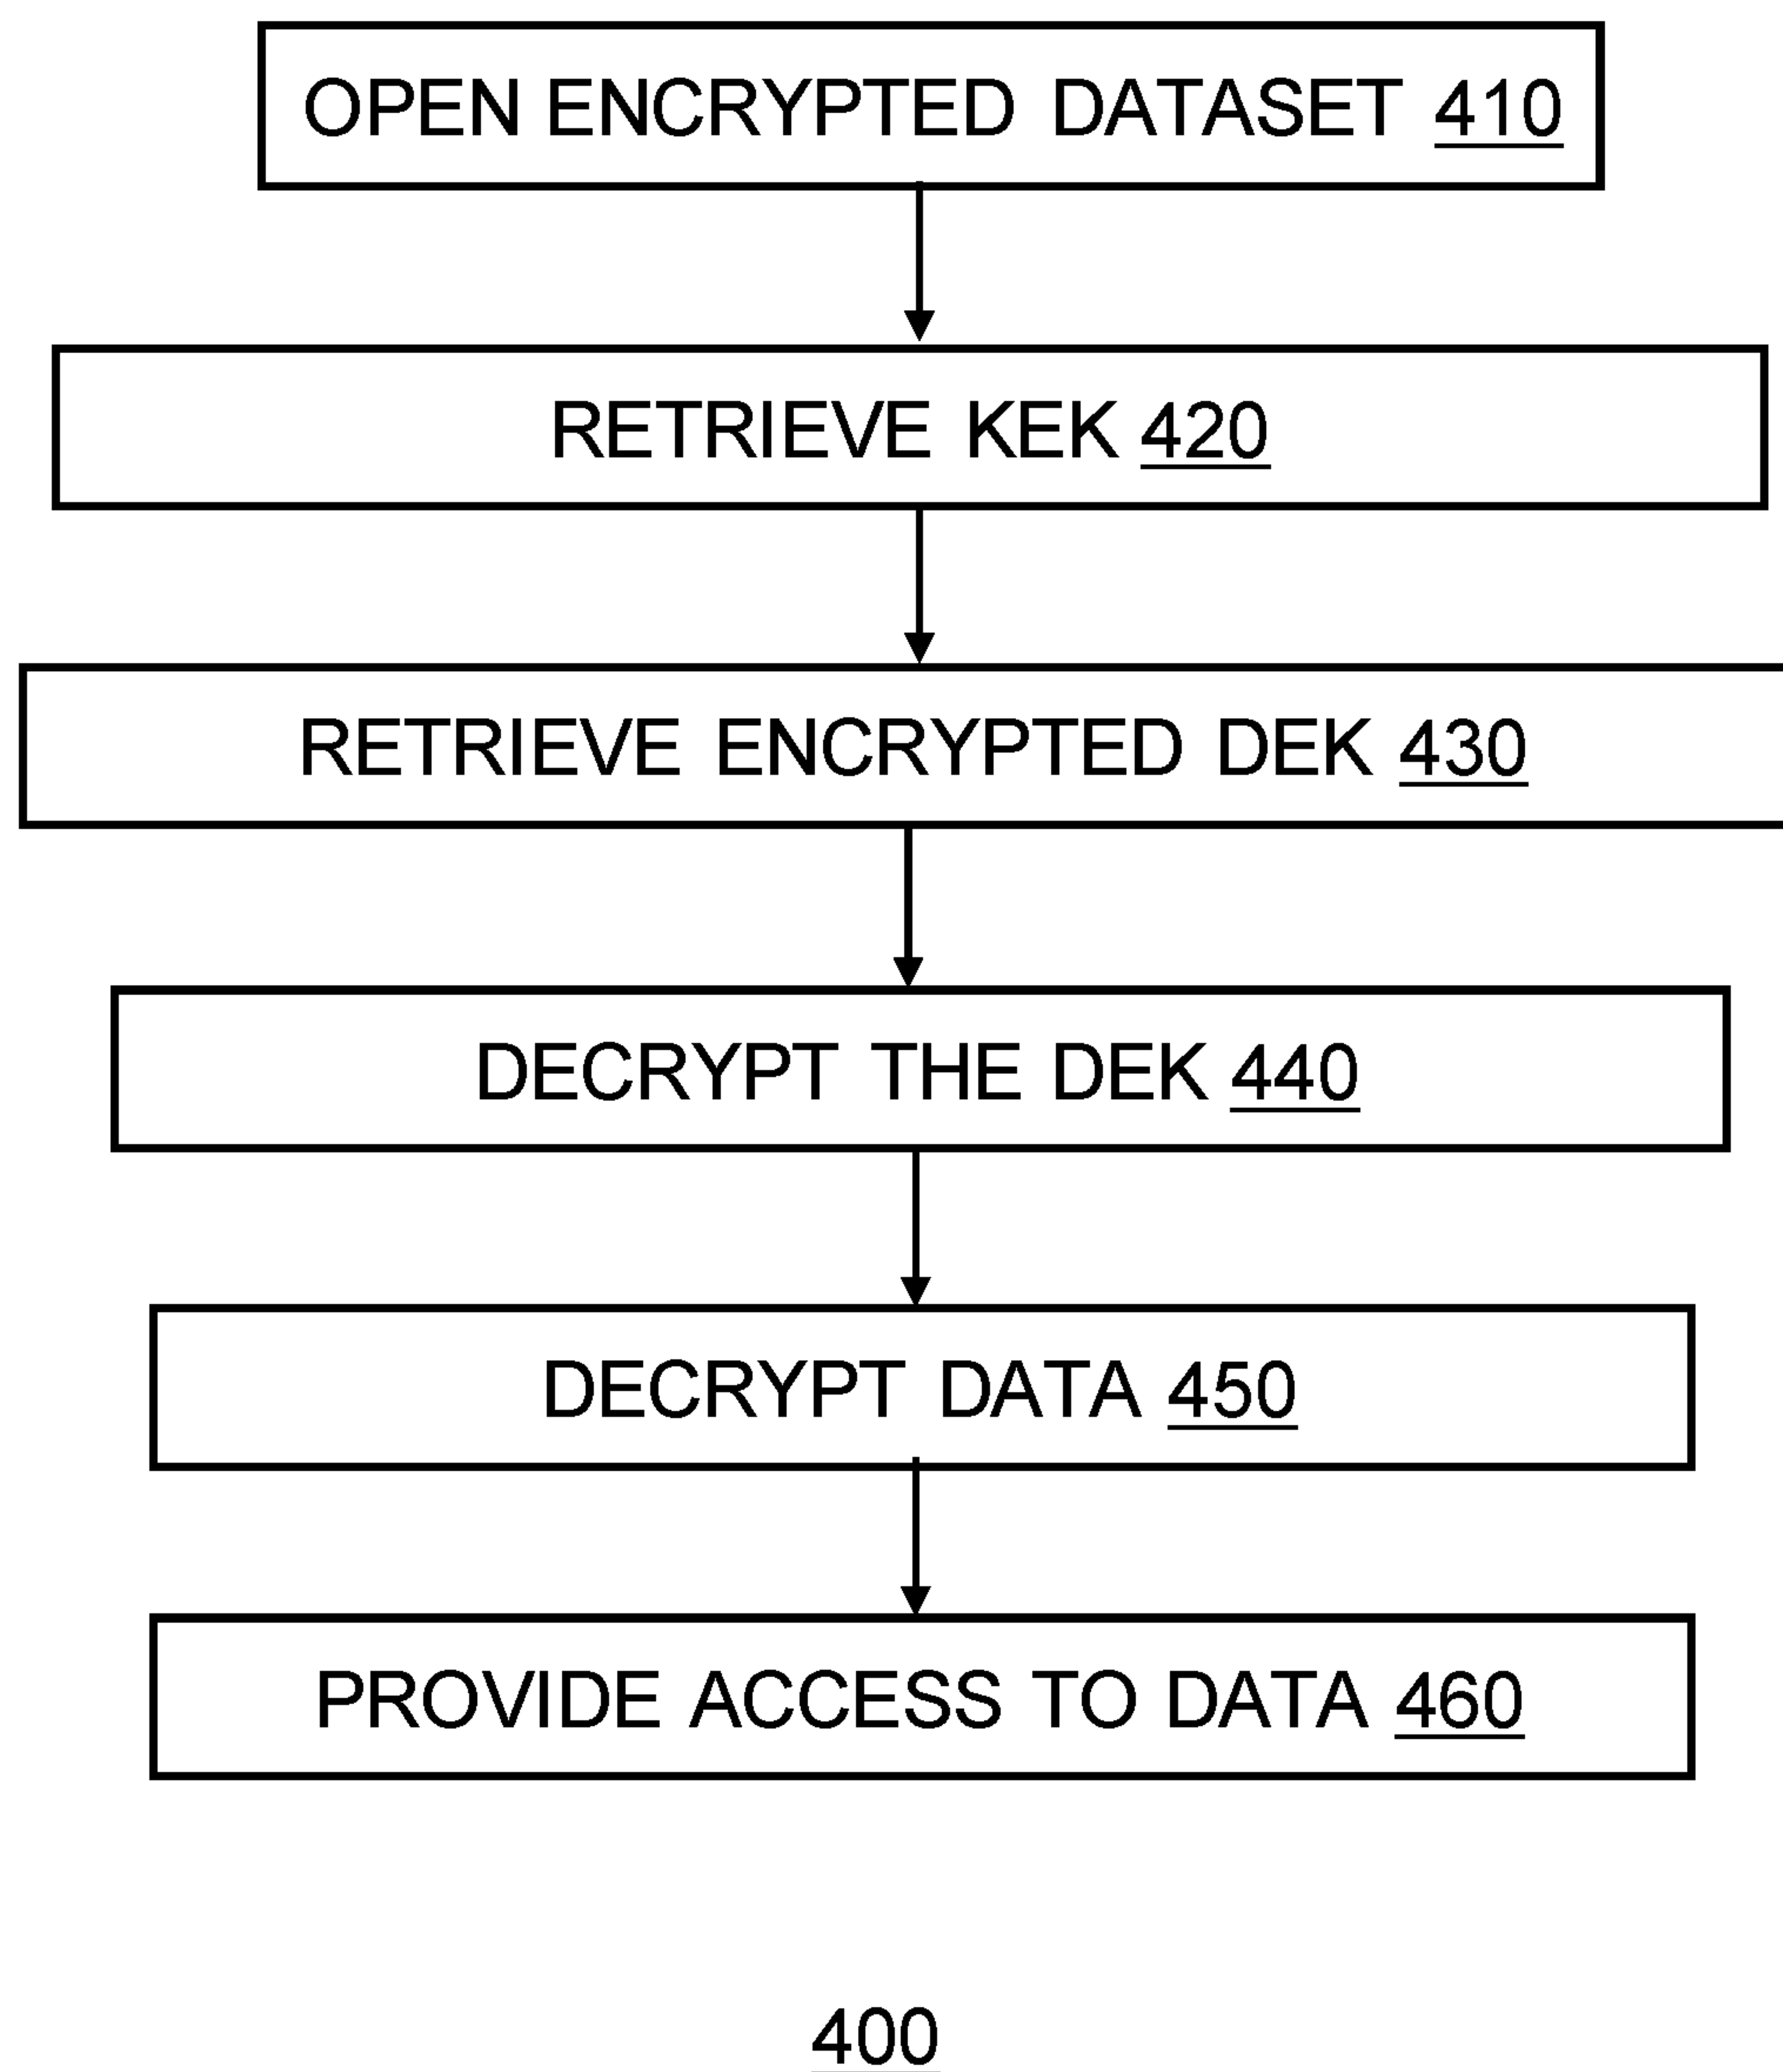 OPEN ENCRYPTED DATASET 410
RETRIEVE KEK 420
RETRIEVE ENCRYPTED DEK 430
DECRYPT THE DEK 440
DECRYPT DATA 450
PROVIDE ACCESS TO DATA 460
400